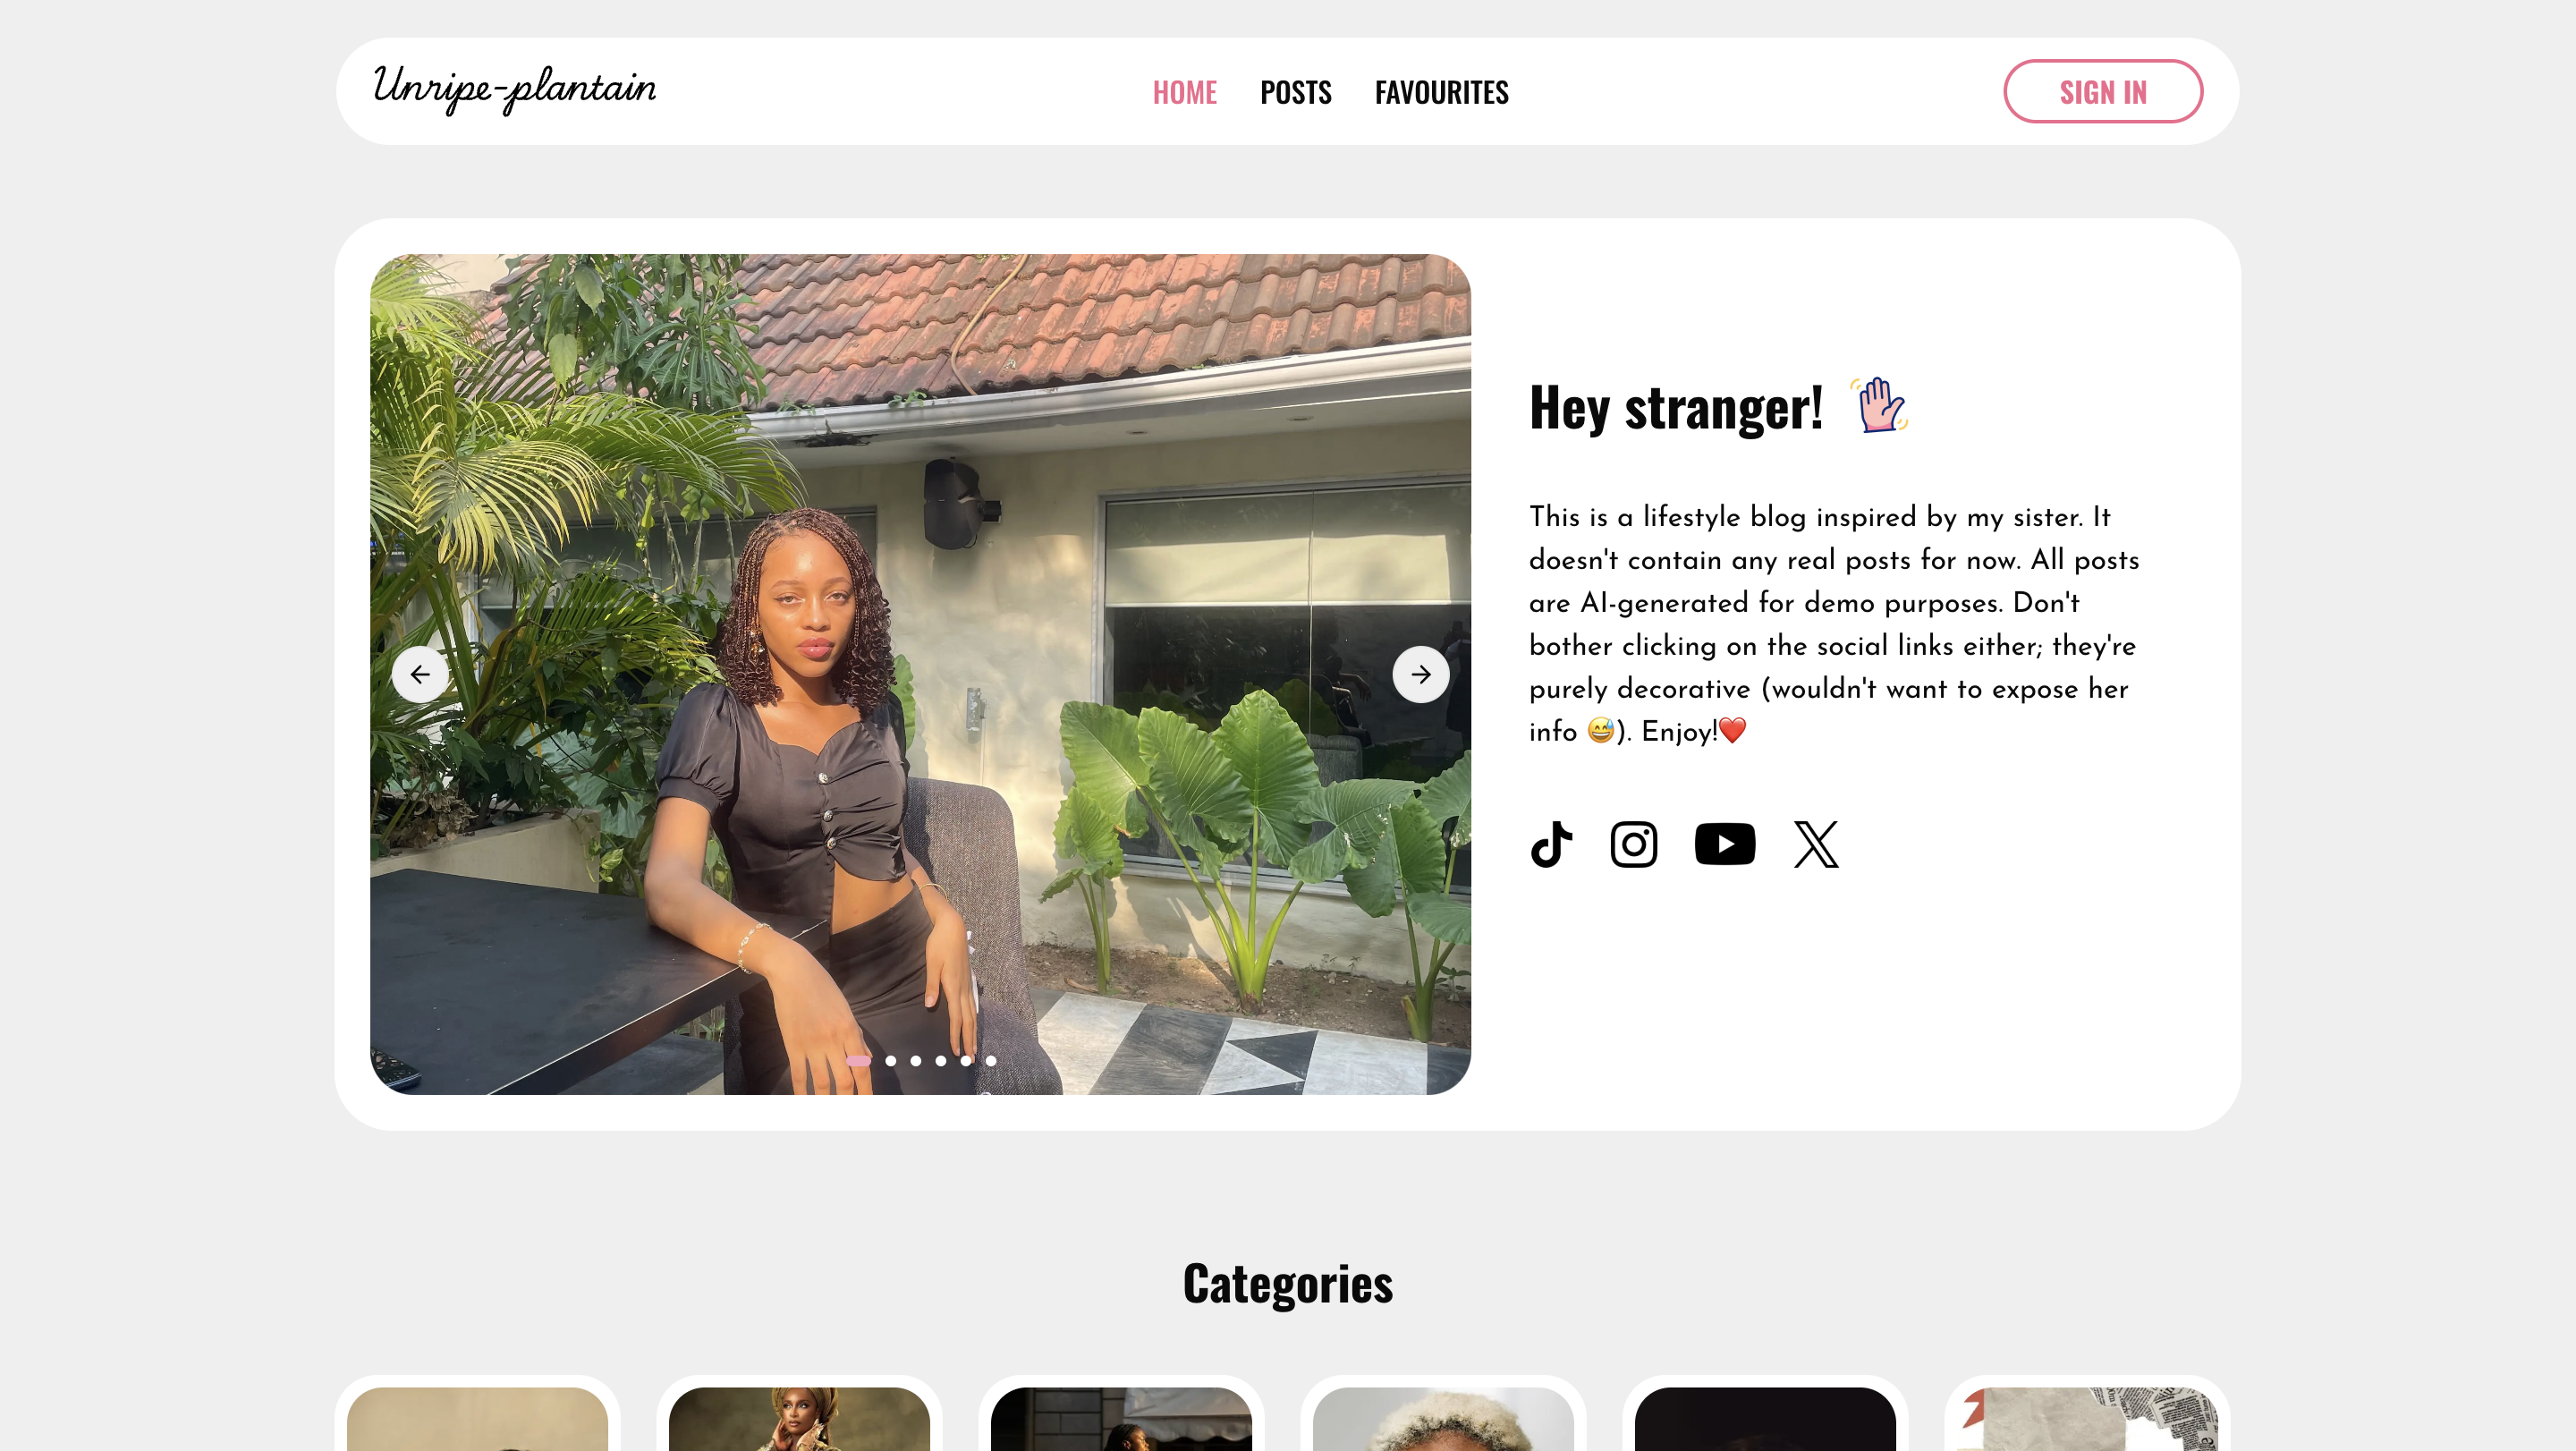 Unripe-plantain
HOME POSTS FAVOURITES
SIGN IN
Hey stranger!
This is a lifestyle blog inspired by my sister. It
doesn't contain any real posts for now. All posts
are AI-generated for demo purposes. Don't
bother clicking on the social links either; they're
purely decorative (wouldn't want to expose her
info 😅). Enjoy!❤️
Categories